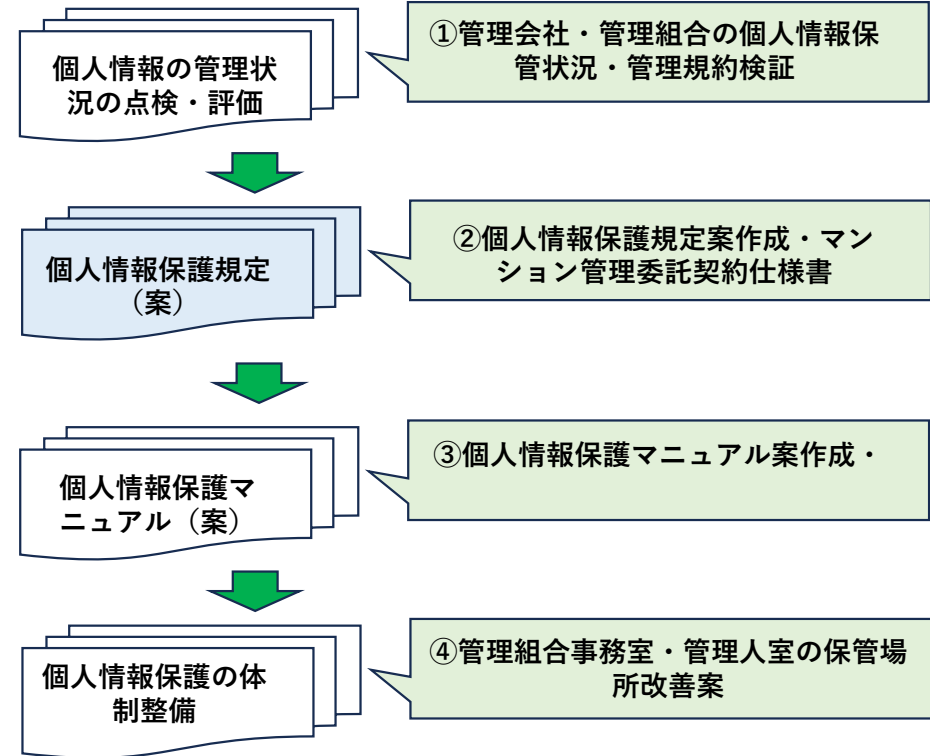 個人情報の管理状
況の点検・評価
①管理会社・管理組合の個人情報保
管状況・管理規約検証
個人情報保護規定
（案）
②個人情報保護規定案作成・マン
ション管理委託契約仕様書
個人情報保護マ
ニュアル（案）
③個人情報保護マニュアル案作成・
個人情報保護の体
制整備
④管理組合事務室・管理人室の保管場
所改善案